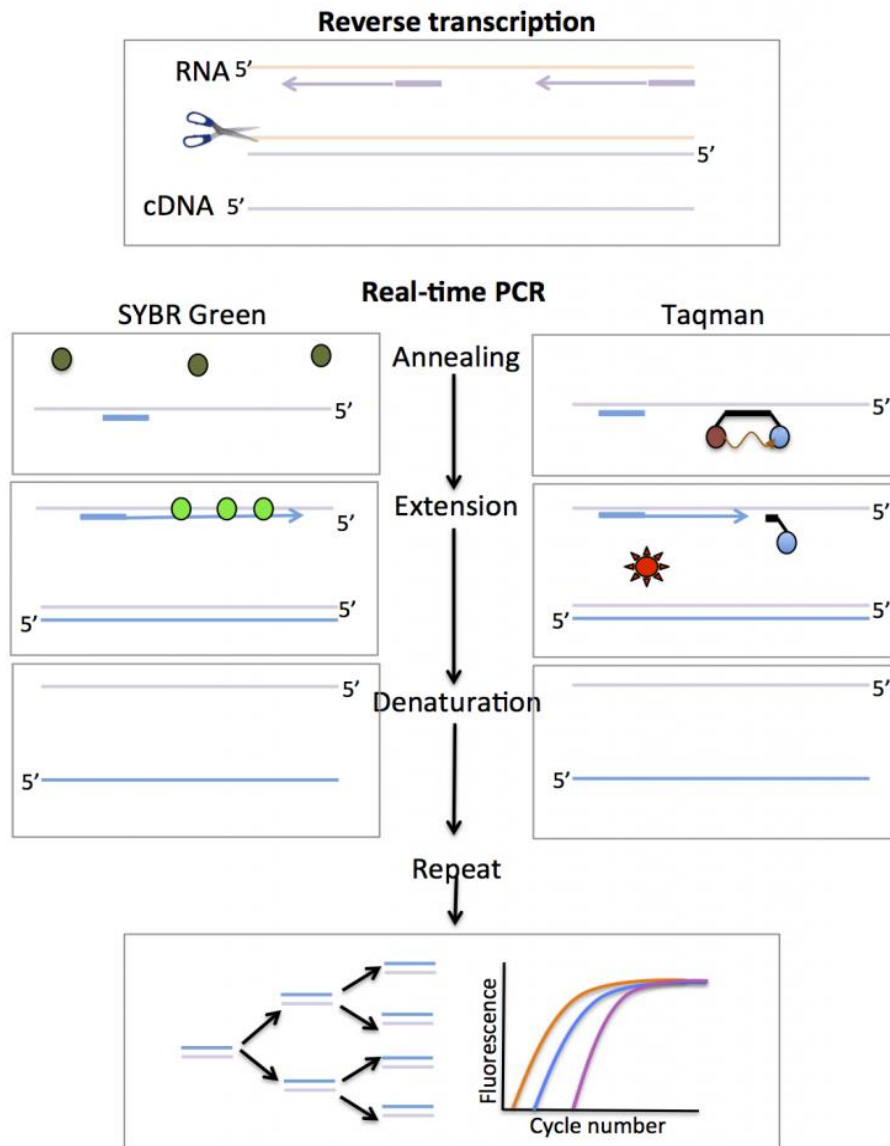 Reverse transcription
RNA 5’
5’
cDNA 5’
Real-time PCR
SYBR Green
Taqman
Annealing
5’
5’
Extension
5’
5’
5’
5’
5’
5’
Denaturation
5’
5’
5’
5’
Repeat
Fluorescence
Cycle number